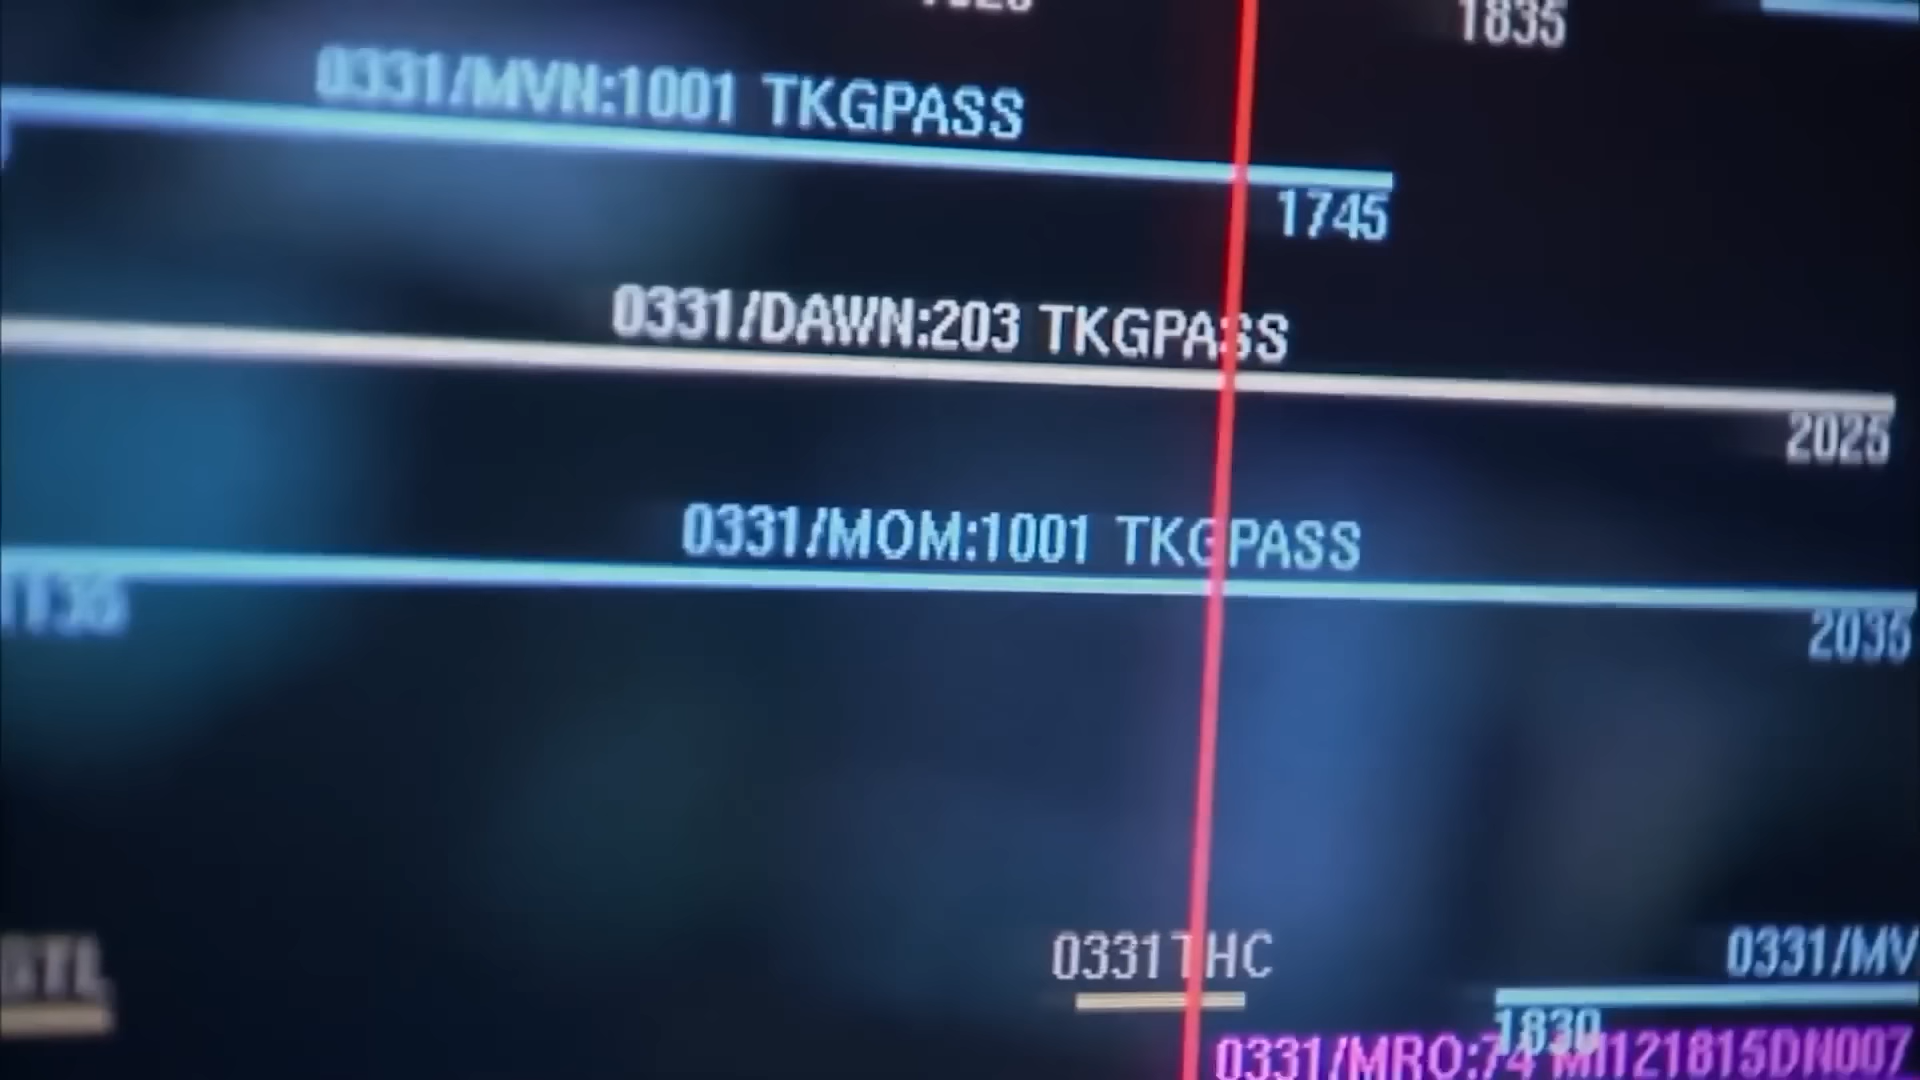 1835
0331/MVN:1001 TKGPASS
1745
0331/DAWN:203 TKGPASS
2025
0331/MOM:1001 TKGPASS
2035
0331THC
0331/MV
1830
0331/MRO:74 MI121815DN007